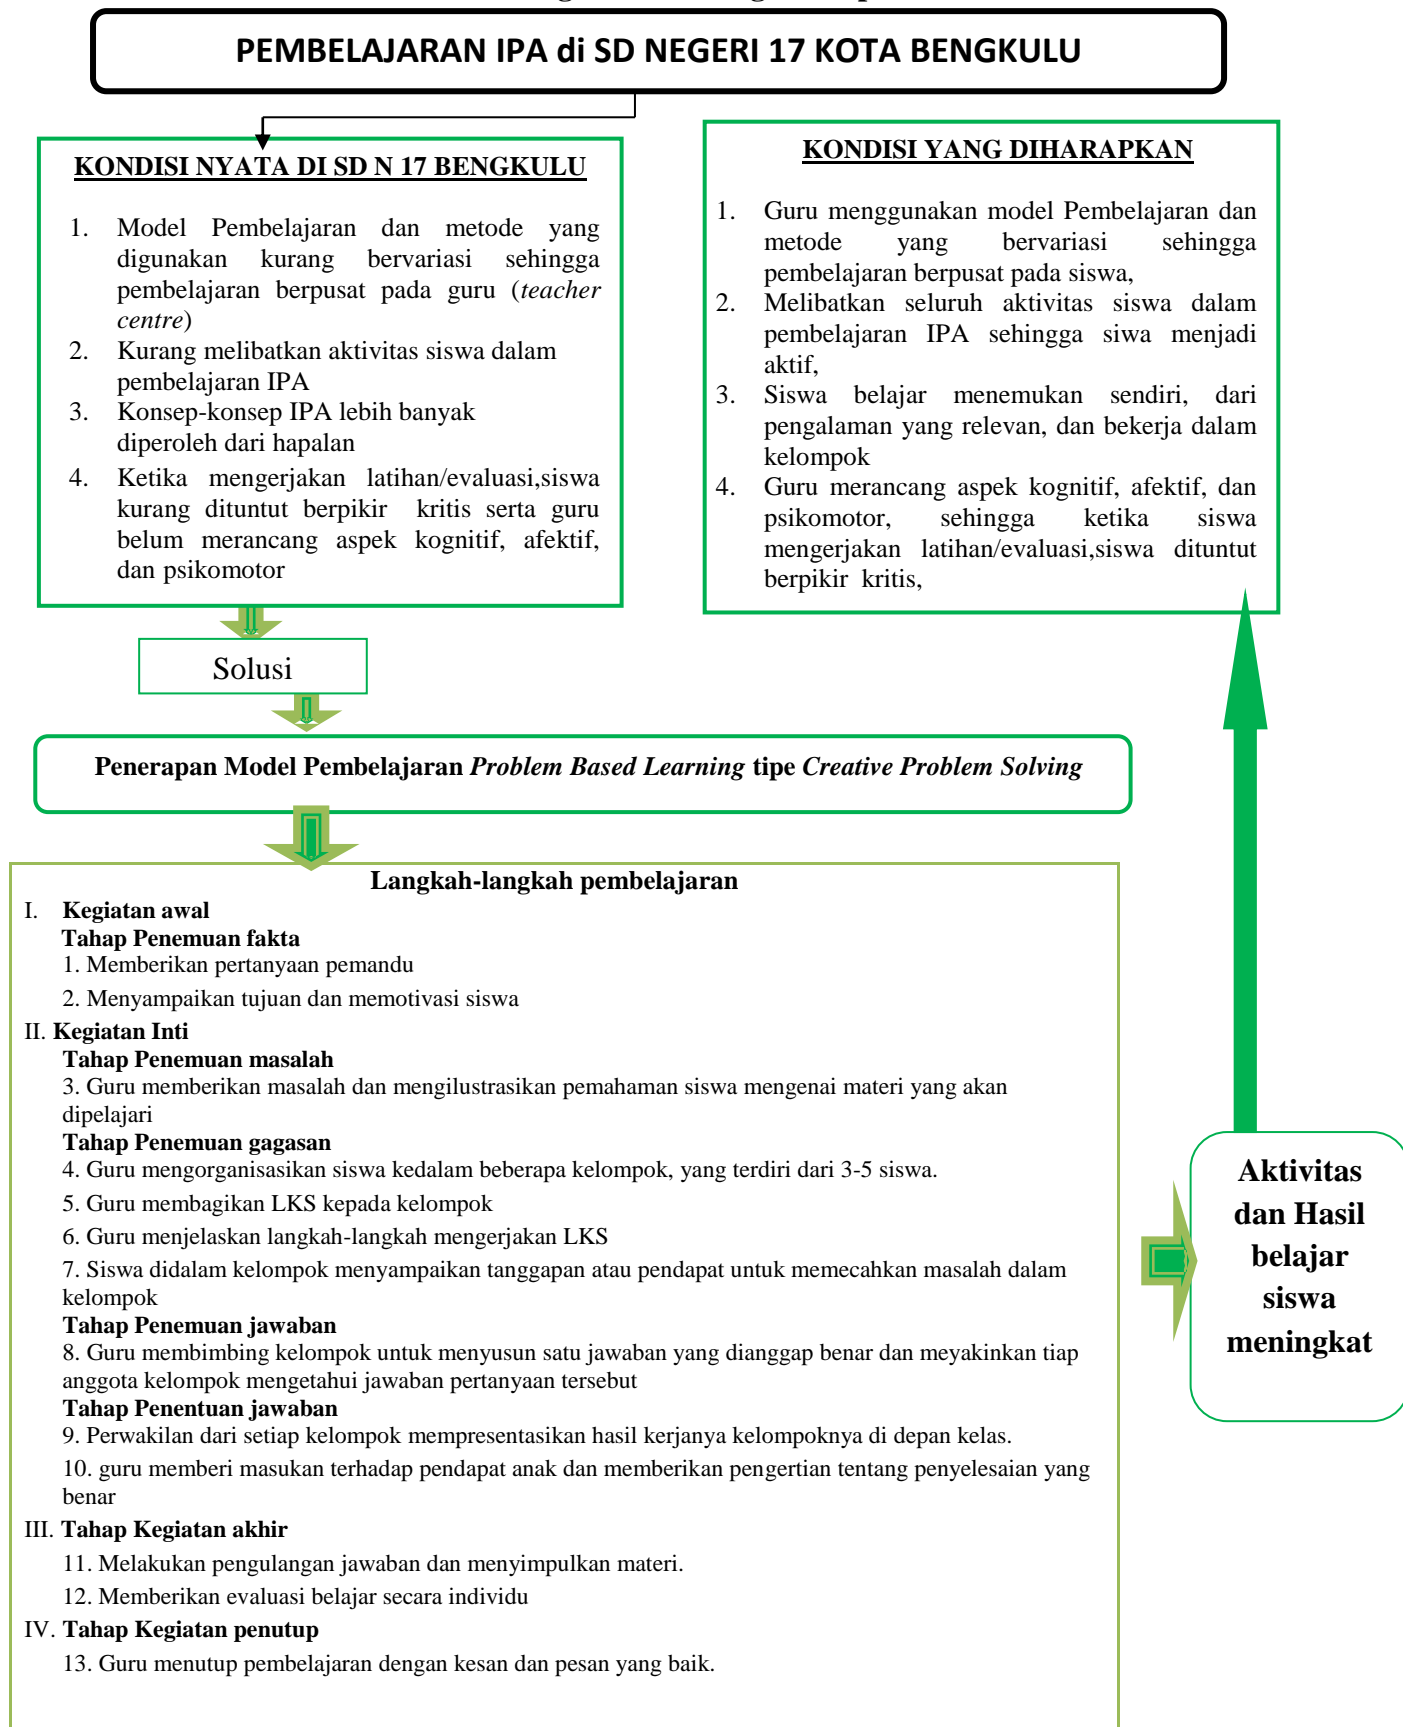 PEMBELAJARAN IPA di SD NEGERI 17 KOTA BENGKULU
KONDISI NYATA DI SD N 17 BENGKULU
1. Model Pembelajaran dan metode yang
digunakan kurang bervariasi sehingga
pembelajaran berpusat pada guru (teacher
centre)
2. Kurang melibatkan aktivitas siswa dalam
pembelajaran IPA
3. Konsep-konsep IPA lebih banyak
diperoleh dari hapalan
4. Ketika mengerjakan latihan/evaluasi,siswa
kurang dituntut berpikir kritis serta guru
belum merancang aspek kognitif, afektif,
dan psikomotor
KONDISI YANG DIHARAPKAN
1. Guru menggunakan model Pembelajaran dan
metode yang bervariasi sehingga
pembelajaran berpusat pada siswa,
2. Melibatkan seluruh aktivitas siswa dalam
pembelajaran IPA sehingga siwa menjadi
aktif,
3. Siswa belajar menemukan sendiri, dari
pengalaman yang relevan, dan bekerja dalam
kelompok
4. Guru merancang aspek kognitif, afektif, dan
psikomotor, sehingga ketika siswa
mengerjakan latihan/evaluasi,siswa dituntut
berpikir kritis,
Solusi
Penerapan Model Pembelajaran Problem Based Learning tipe Creative Problem Solving
Langkah-langkah pembelajaran
I. Kegiatan awal
Tahap Penemuan fakta
1. Memberikan pertanyaan pemandu
2. Menyampaikan tujuan dan memotivasi siswa
II. Kegiatan Inti
Tahap Penemuan masalah
3. Guru memberikan masalah dan mengilustrasikan pemahaman siswa mengenai materi yang akan
dipelajari
Tahap Penemuan gagasan
4. Guru mengorganisasikan siswa kedalam beberapa kelompok, yang terdiri dari 3-5 siswa.
5. Guru membagikan LKS kepada kelompok
6. Guru menjelaskan langkah-langkah mengerjakan LKS
7. Siswa didalam kelompok menyampaikan tanggapan atau pendapat untuk memecahkan masalah dalam
kelompok
Tahap Penemuan jawaban
8. Guru membimbing kelompok untuk menyusun satu jawaban yang dianggap benar dan meyakinkan tiap
anggota kelompok mengetahui jawaban pertanyaan tersebut
Tahap Penentuan jawaban
9. Perwakilan dari setiap kelompok mempresentasikan hasil kerjanya kelompoknya di depan kelas.
10. guru memberi masukan terhadap pendapat anak dan memberikan pengertian tentang penyelesaian yang
benar
III. Tahap Kegiatan akhir
11. Melakukan pengulangan jawaban dan menyimpulkan materi.
12. Memberikan evaluasi belajar secara individu
IV. Tahap Kegiatan penutup
13. Guru menutup pembelajaran dengan kesan dan pesan yang baik.
Aktivitas
dan Hasil
belajar
siswa
meningkat